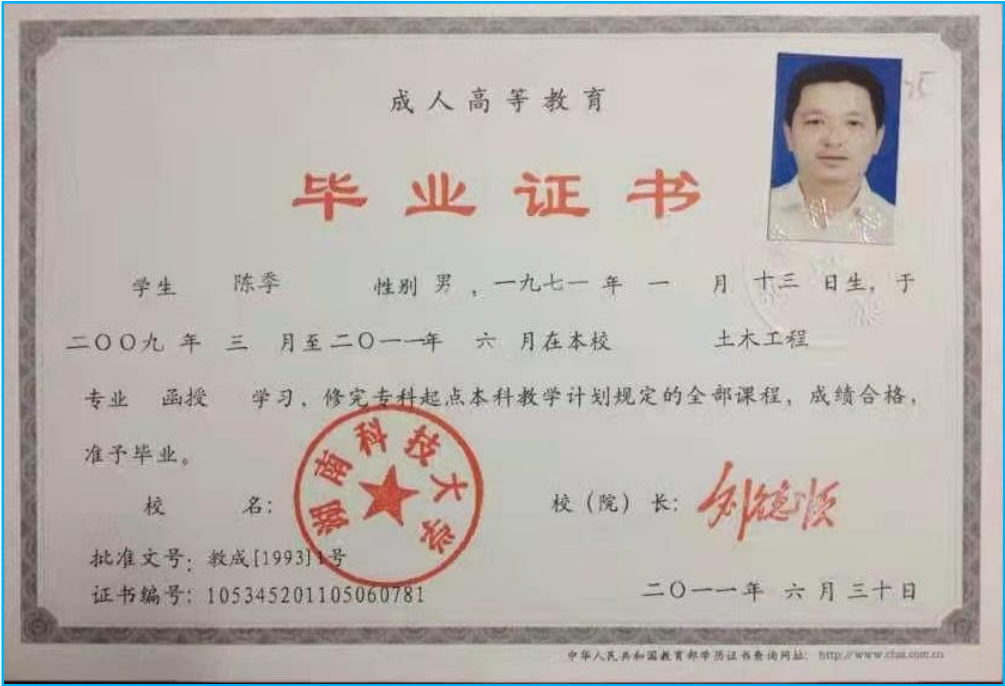 成人高等教育
毕业证书
学生 陈季 性别 男 ，一九七一 年 一 月 十三 日生，于
二〇〇九 年 三 月至二〇一一年 六 月在本校 土木工程
专业 函授 学习，修完专科起点本科教学计划规定的全部课程，成绩合格，
准予毕业。
校 名：
湖南科技大学
校（院）长：刘德顺
批准文号：教成[1993]1号
证书编号：105345201105060781
二〇一一年 六 月 三十 日
中华人民共和国教育部学历证书查询网址：http://www.chsi.com.cn